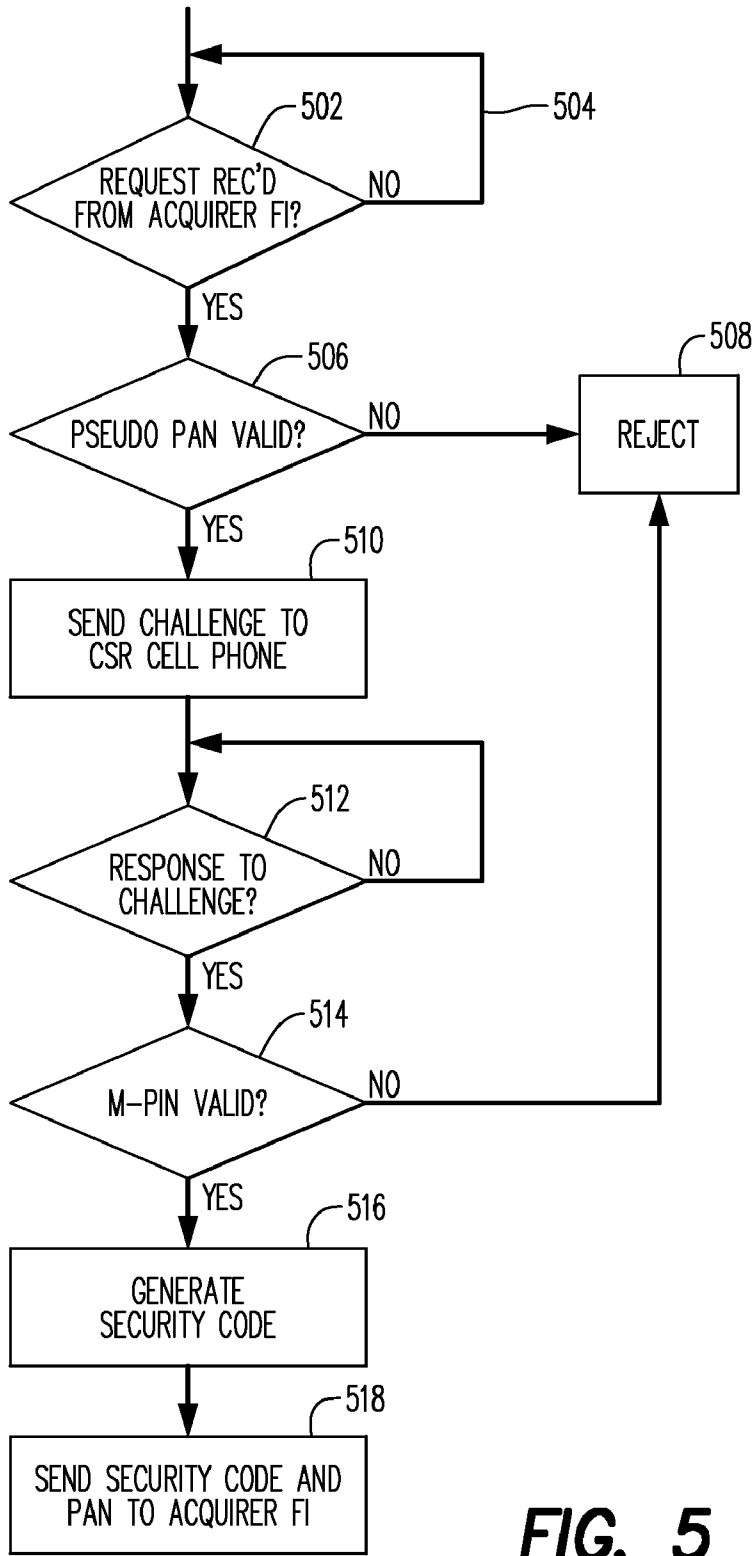 502
504
REQUEST REC'D
FROM ACQUIRER FI?
NO
YES
506
508
PSEUDO PAN VALID?
NO
REJECT
YES
510
SEND CHALLENGE TO
CSR CELL PHONE
512
RESPONSE TO
CHALLENGE?
NO
YES
514
M-PIN VALID?
NO
YES
516
GENERATE
SECURITY CODE
518
SEND SECURITY CODE AND
PAN TO ACQUIRER FI
FIG. 5